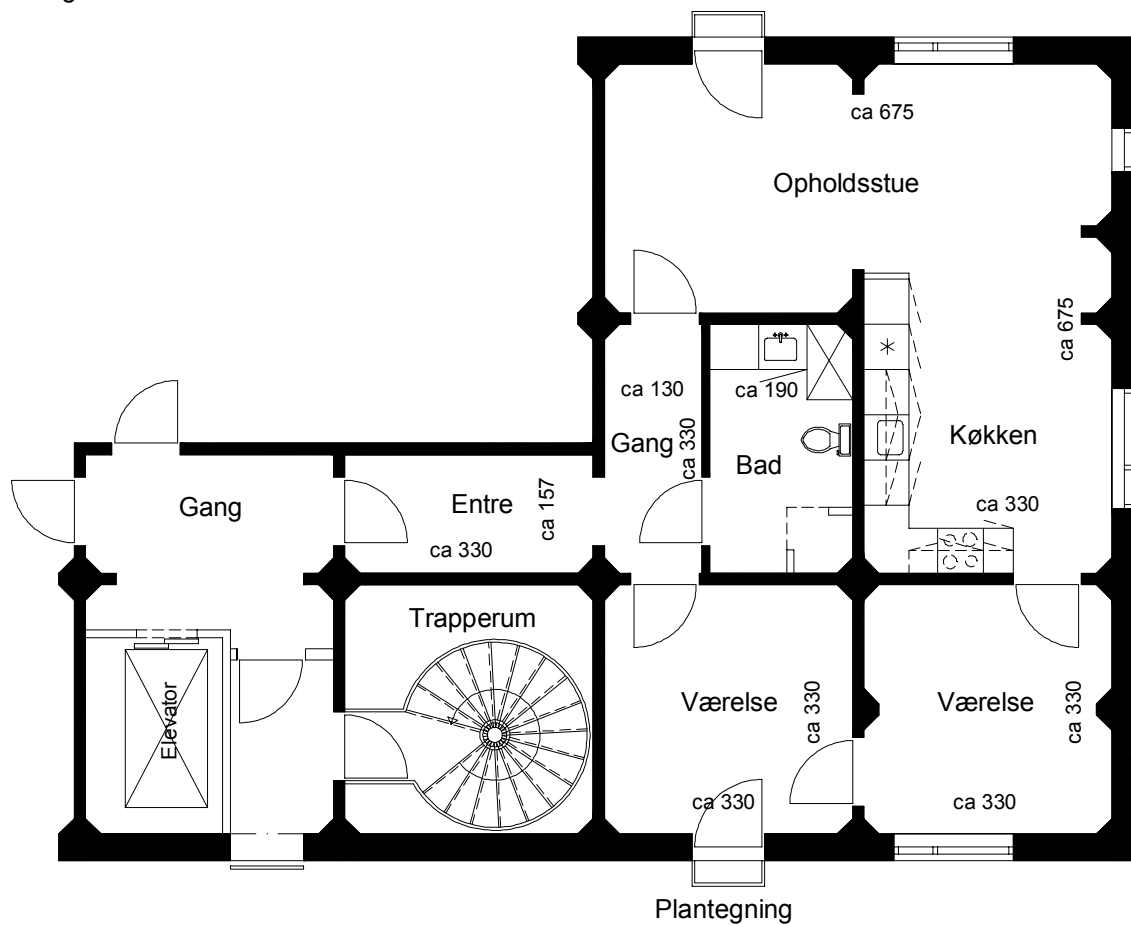 ca 675
Opholdsstue
ca 675
ca 130
ca 190
Gang
ca 330
Bad
Køkken
ca 330
Gang
Entre
ca 157
ca 330
Trapperum
Elevator
Værelse
ca 330
ca 330
Værelse
ca 330
ca 330
Plantegning